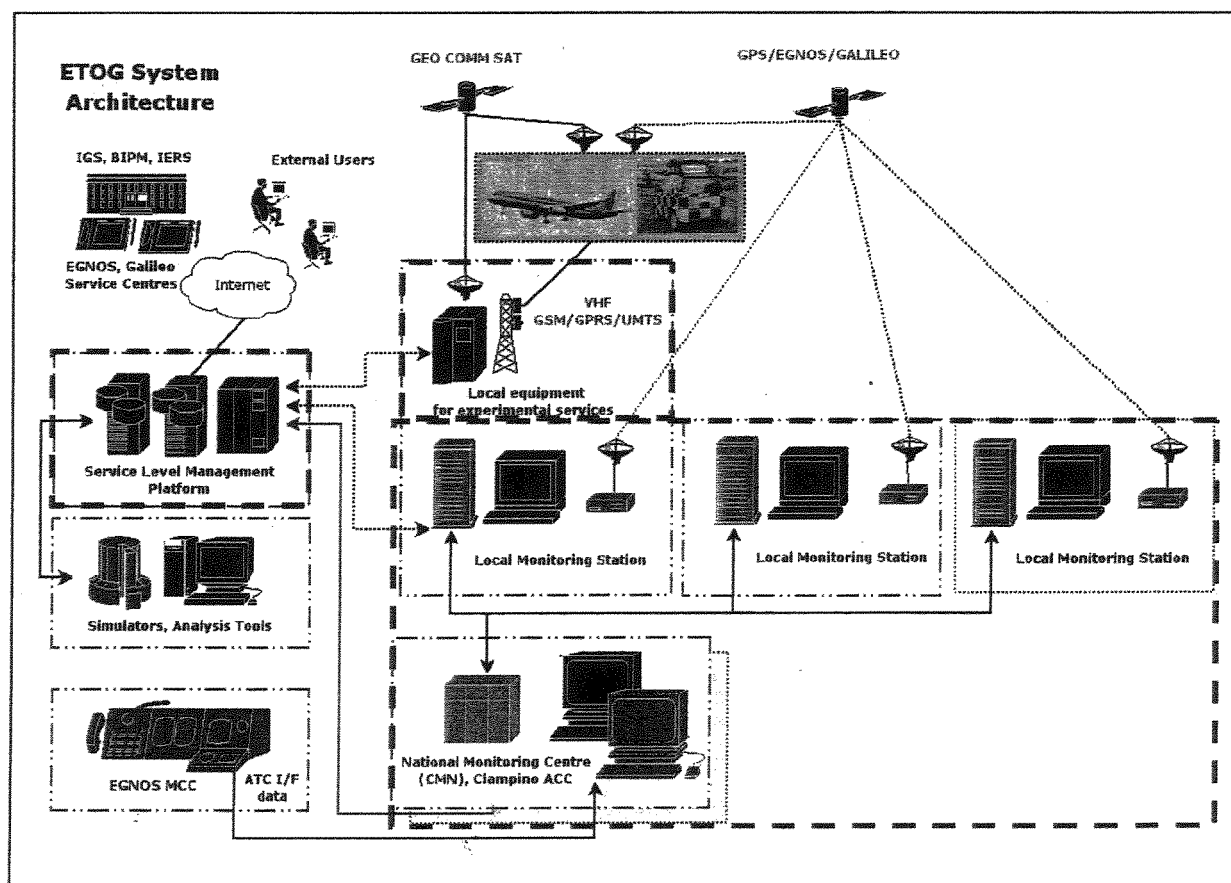 ETOG System
Architecture
GEO COMM SAT
GPS/EGNOS/GALILEO
IGS, BIPM, IERS
External Users
EGNOS, Galileo
Service Centres
Internet
VHF
GSM/GPRS/UMTS
Local equipment
for experimental services
Service Level Management
Platform
Local Monitoring Station
Local Monitoring Station
Local Monitoring Station
Simulators, Analysis Tools
National Monitoring Centre
(CMN), Ciampino ACC
EGNOS MCC
ATC I/F
data